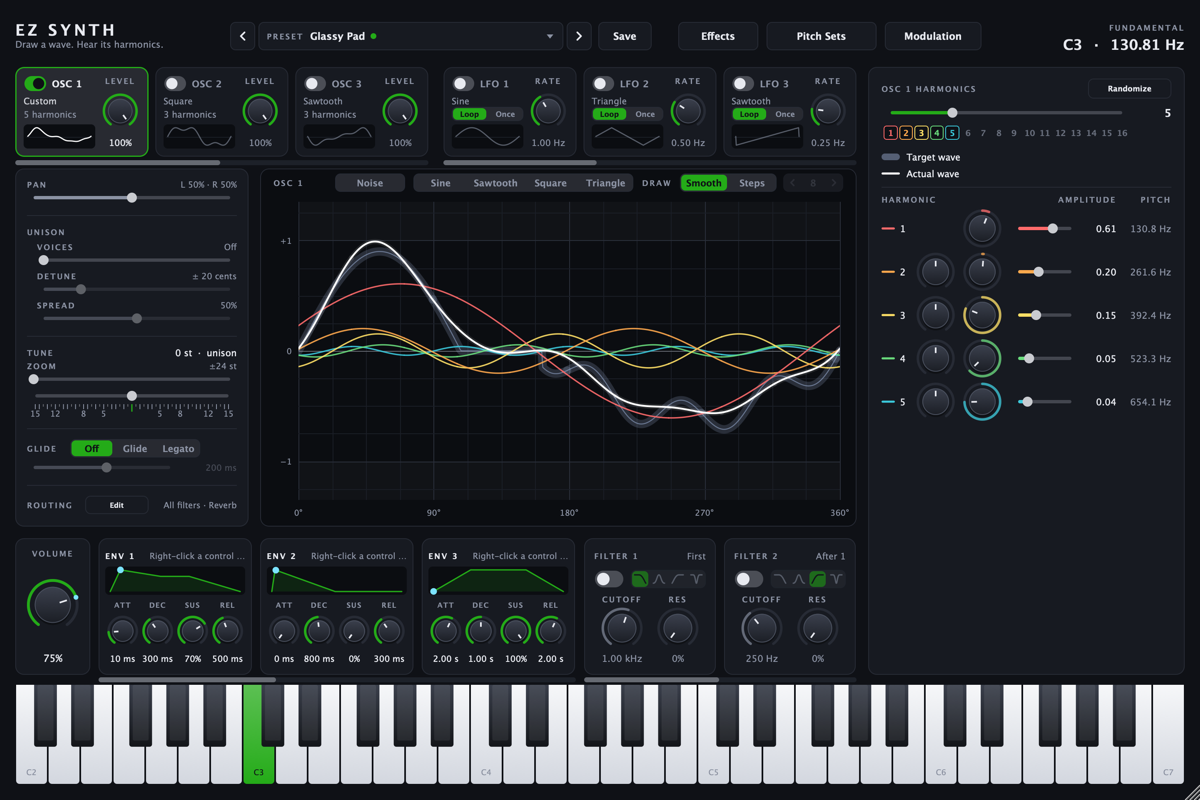 EZ SYNTH
Draw a wave. Hear its harmonics.
PRESET Glassy Pad
Save
Effects
Pitch Sets
Modulation
FUNDAMENTAL
C3 · 130.81 Hz
OSC 1 LEVEL
Custom
5 harmonics
100%
OSC 2 LEVEL
Square
3 harmonics
100%
OSC 3 LEVEL
Sawtooth
3 harmonics
100%
LFO 1 RATE
Sine
Loop Once
1.00 Hz
LFO 2 RATE
Triangle
Loop Once
0.50 Hz
LFO 3 RATE
Sawtooth
Loop Once
0.25 Hz
OSC 1 HARMONICS Randomize
5
1 2 3 4 5 6 7 8 9 10 11 12 13 14 15 16
Target wave
Actual wave
HARMONIC AMPLITUDE PITCH
1 0.61 130.8 Hz
2 0.20 261.6 Hz
3 0.15 392.4 Hz
4 0.05 523.3 Hz
5 0.04 654.1 Hz
PAN L 50% · R 50%
UNISON
VOICES Off
DETUNE ± 20 cents
SPREAD 50%
TUNE 0 st · unison
ZOOM ±24 st
15 12 8 5 5 8 12 15
GLIDE Off Glide Legato
200 ms
ROUTING Edit All filters · Reverb
OSC 1 Noise Sine Sawtooth Square Triangle DRAW Smooth Steps 8
+1
0
−1
0° 90° 180° 270° 360°
VOLUME
75%
ENV 1 Right-click a control ...
ATT DEC SUS REL
10 ms 300 ms 70% 500 ms
ENV 2 Right-click a control ...
ATT DEC SUS REL
0 ms 800 ms 0% 300 ms
ENV 3 Right-click a control ...
ATT DEC SUS REL
2.00 s 1.00 s 100% 2.00 s
FILTER 1 First
CUTOFF RES
1.00 kHz 0%
FILTER 2 After 1
CUTOFF RES
250 Hz 0%
C2 C3 C4 C5 C6 C7